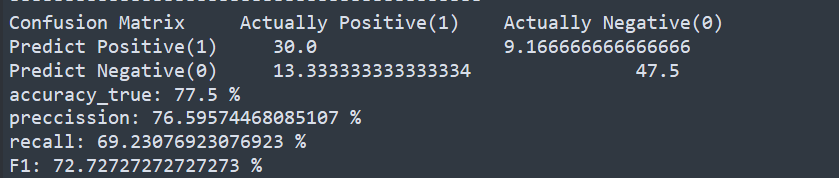 Confusion Matrix Actually Positive(1) Actually Negative(0)
Predict Positive(1) 30.0 9.166666666666666
Predict Negative(0) 13.333333333333334 47.5
accuracy_true: 77.5 %
preccission: 76.59574468085107 %
recall: 69.23076923076923 %
F1: 72.72727272727273 %